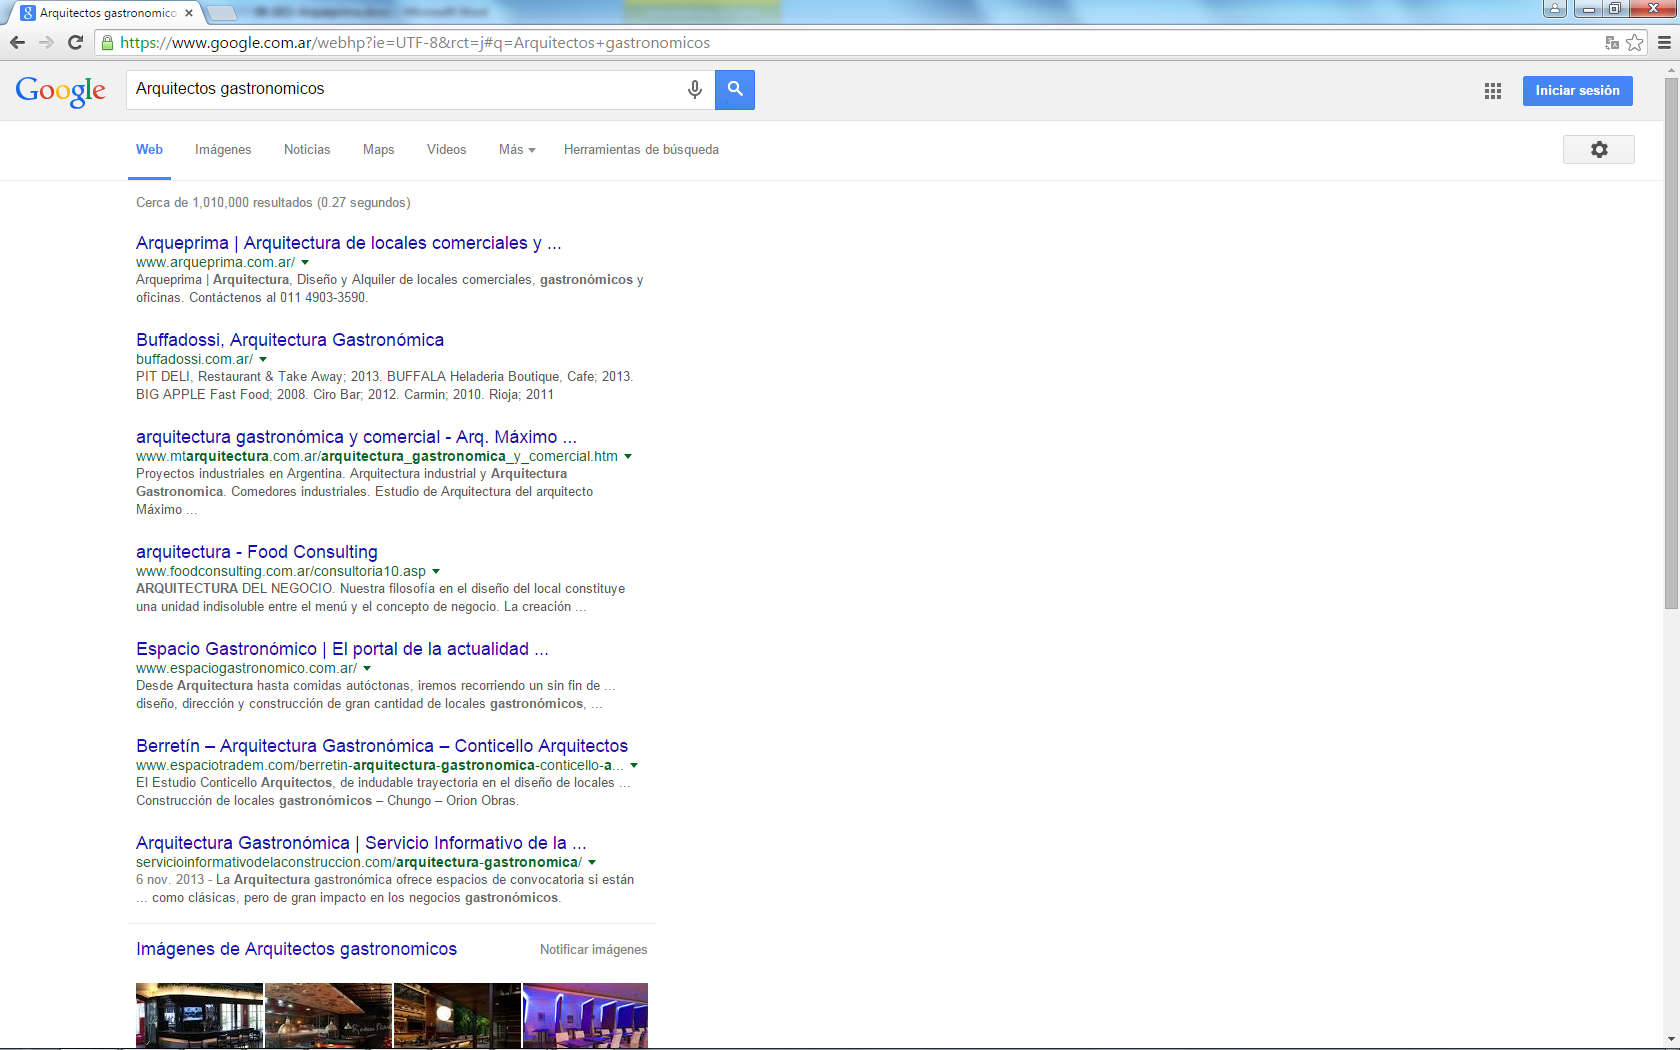 Arquitectos gastronomico
https://www.google.com.ar/webhp?ie=UTF-8&rct=j#q=Arquitectos+gastronomicos
Google
Arquitectos gastronomicos
Iniciar sesión
Web Imágenes Noticias Maps Videos Más Herramientas de búsqueda
Cerca de 1,010,000 resultados (0.27 segundos)
Arqueprima | Arquitectura de locales comerciales y ...
www.arqueprima.com.ar/
Arqueprima | Arquitectura, Diseño y Alquiler de locales comerciales, gastronómicos y
oficinas. Contáctenos al 011 4903-3590.
Buffadossi, Arquitectura Gastronómica
buffadossi.com.ar/
PIT DELI, Restaurant & Take Away; 2013. BUFFALA Heladeria Boutique, Cafe; 2013.
BIG APPLE Fast Food; 2008. Ciro Bar; 2012. Carmin; 2010. Rioja; 2011
arquitectura gastronómica y comercial - Arq. Máximo ...
www.mtarquitectura.com.ar/arquitectura_gastronomica_y_comercial.htm
Proyectos industriales en Argentina. Arquitectura industrial y Arquitectura
Gastronomica. Comedores industriales. Estudio de Arquitectura del arquitecto
Máximo ...
arquitectura - Food Consulting
www.foodconsulting.com.ar/consultoria10.asp
ARQUITECTURA DEL NEGOCIO. Nuestra filosofía en el diseño del local constituye
una unidad indisoluble entre el menú y el concepto de negocio. La creación ...
Espacio Gastronómico | El portal de la actualidad ...
www.espaciogastronomico.com.ar/
Desde Arquitectura hasta comidas autóctonas, iremos recorriendo un sin fin de ...
diseño, dirección y construcción de gran cantidad de locales gastronómicos, ...
Berretín – Arquitectura Gastronómica – Conticello Arquitectos
www.espaciotradem.com/berretin-arquitectura-gastronomica-conticello-a...
El Estudio Conticello Arquitectos, de indudable trayectoria en el diseño de locales ...
Construcción de locales gastronómicos – Chungo – Orion Obras.
Arquitectura Gastronómica | Servicio Informativo de la ...
servicioinformativodelaconstruccion.com/arquitectura-gastronomica/
6 nov. 2013 - La Arquitectura gastronómica ofrece espacios de convocatoria si están
... como clásicas, pero de gran impacto en los negocios gastronómicos.
Imágenes de Arquitectos gastronomicos Notificar imágenes